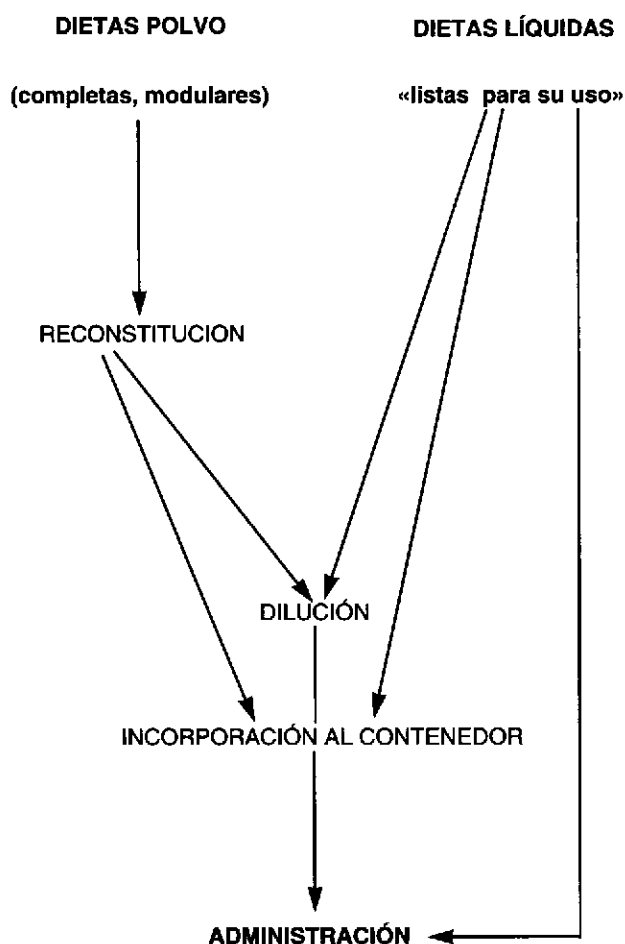 DIETAS POLVO
DIETAS LÍQUIDAS
(completas, modulares)
«listas para su uso»
RECONSTITUCION
DILUCIÓN
INCORPORACIÓN AL CONTENEDOR
ADMINISTRACIÓN